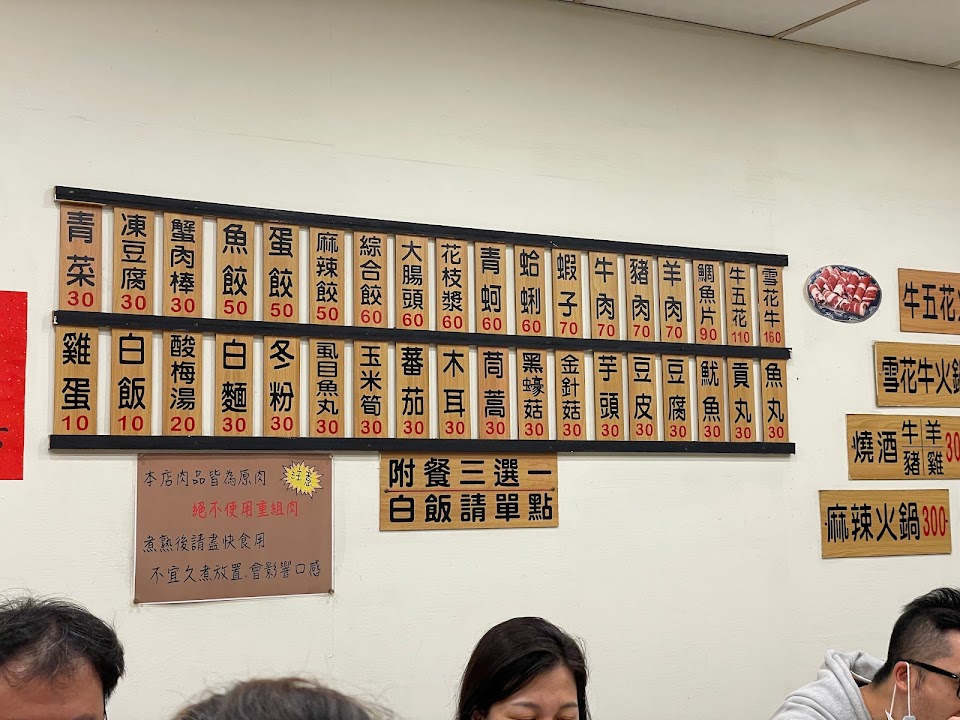 青菜 30
凍豆腐 30
蟹肉棒 30
魚餃 50
蛋餃 50
麻辣餃 50
綜合餃 60
大腸頭 60
花枝漿 60
青蚵 60
蛤蜊 60
蝦子 70
牛肉 70
豬肉 70
羊肉 70
鯛魚片 90
牛五花 110
雪花牛 160
雞蛋 10
白飯 10
酸梅湯 20
白麵 30
冬粉 30
虱目魚丸 30
玉米筍 30
蕃茄 30
木耳 30
茼蒿 30
黑蠔菇 30
金針菇 30
芋頭 30
豆皮 30
豆腐 30
魷魚 30
貢丸 30
魚丸 30
附餐三選一
白飯請單點
本店肉品皆為原肉
注意
絕不使用重組肉
煮熟後請盡快食用
不宜久煮放置.會影響口感
牛五花
雪花牛火鍋
燒酒牛羊豬雞30
麻辣火鍋300